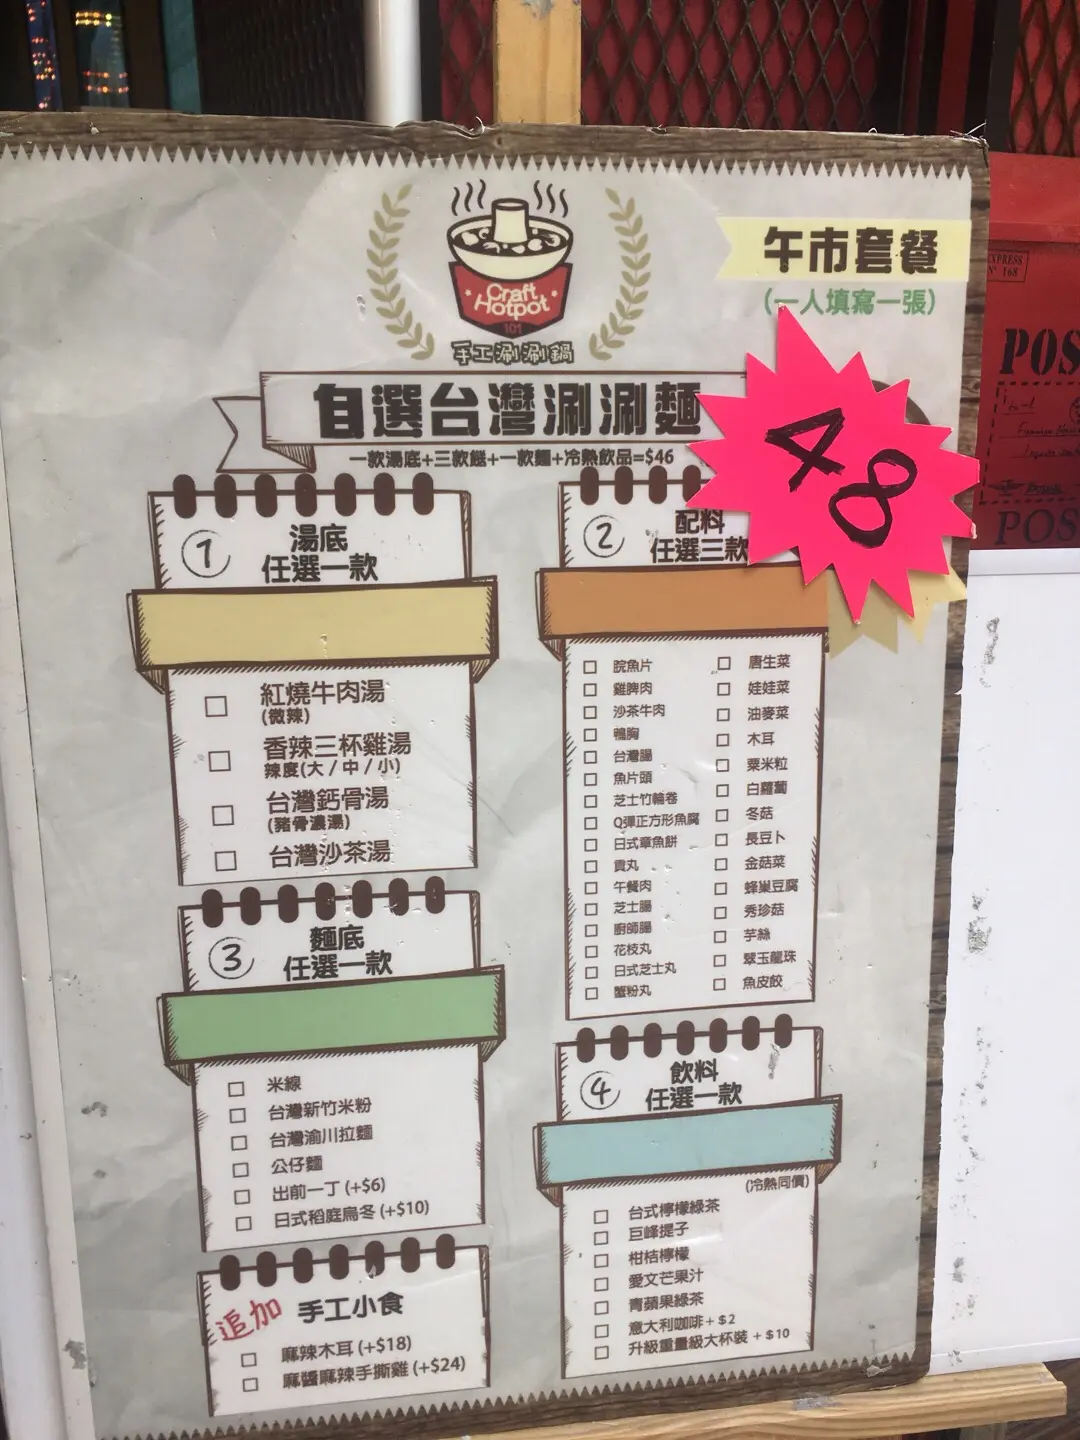 Craft
Hotpot
101
手工涮涮鍋
午市套餐
(一人填寫一張)
自選台灣涮涮麵
一款湯底+三款餸+一款麵+冷熱飲品=$46
48
① 湯底
任選一款
紅燒牛肉湯
(微辣)
香辣三杯雞湯
辣度(大/中/小)
台灣鈣骨湯
(豬骨濃湯)
台灣沙茶湯
② 配料
任選三款
脘魚片
雞脾肉
沙茶牛肉
鴨胸
台灣腸
魚片頭
芝士竹輪卷
Q彈正方形魚腐
日式章魚餅
貢丸
午餐肉
芝士腸
廚師腸
花枝丸
日式芝士丸
蟹粉丸
唐生菜
娃娃菜
油麥菜
木耳
粟米粒
白蘿蔔
冬菇
長豆卜
金菇菜
蜂巢豆腐
秀珍菇
芋絲
翠玉龍珠
魚皮餃
③ 麵底
任選一款
米線
台灣新竹米粉
台灣渝川拉麵
公仔麵
出前一丁 (+$6)
日式稻庭烏冬 (+$10)
④ 飲料
任選一款
(冷熱同價)
台式檸檬綠茶
巨峰提子
柑桔檸檬
愛文芒果汁
青蘋果綠茶
意大利咖啡 + $2
升級重量級大杯裝 + $10
追加 手工小食
麻辣木耳 (+$18)
麻醬麻辣手撕雞 (+$24)
EXPRESS
Nº 168
POS
POS